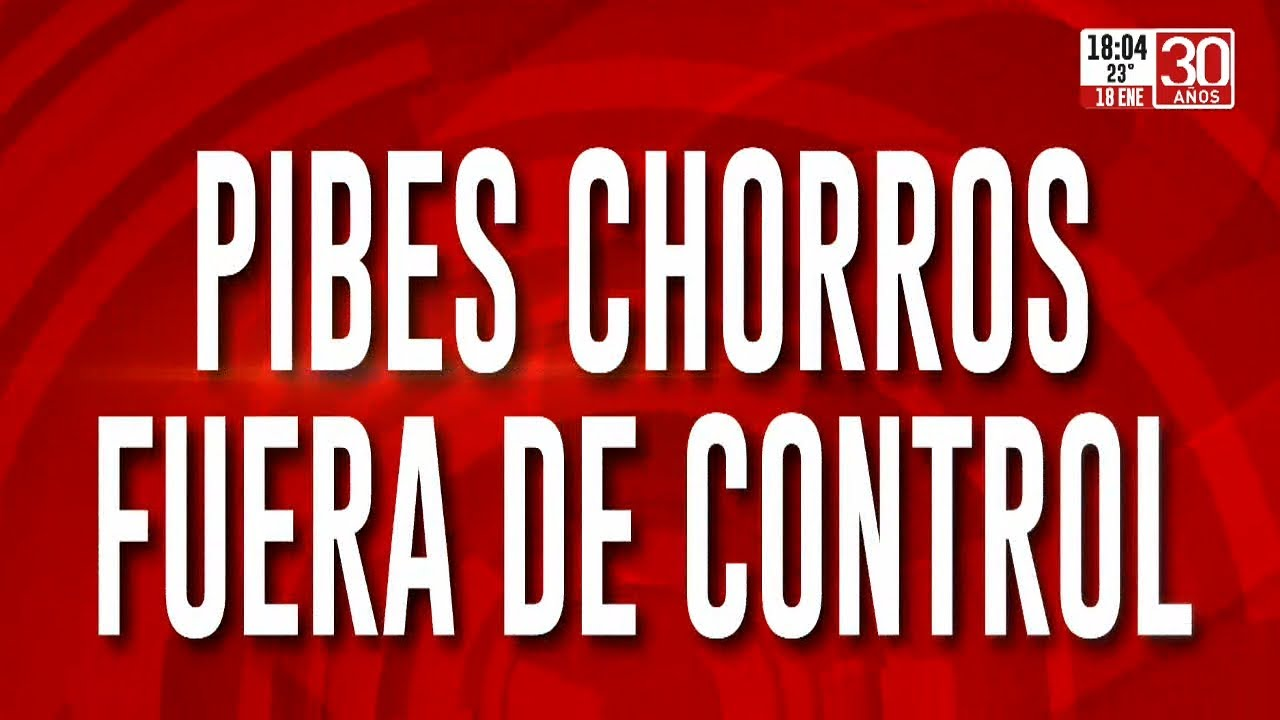 18:04
23°
18 ENE
30
AÑOS
PIBES CHORROS
FUERA DE CONTROL